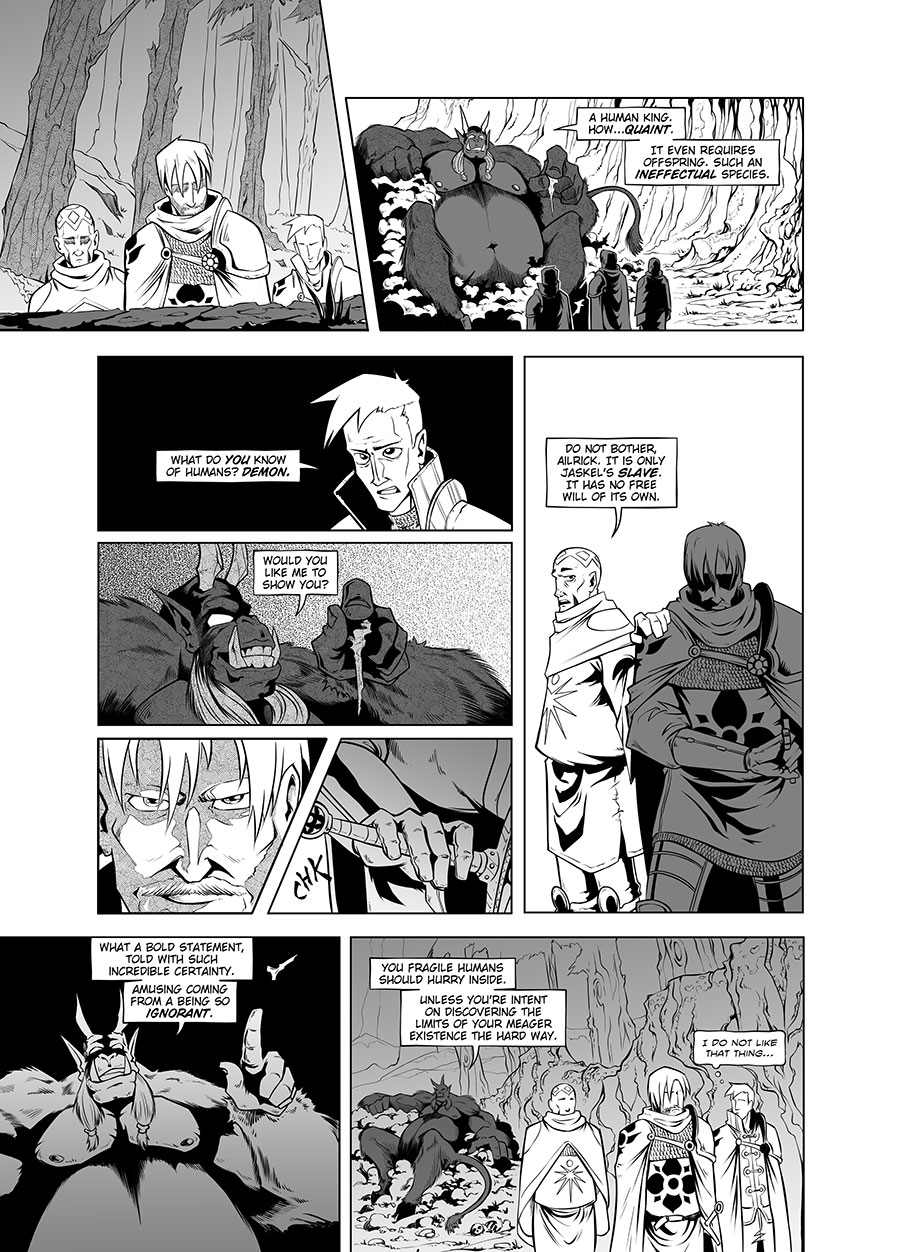 A HUMAN KING.
HOW...QUAINT.
IT EVEN REQUIRES
OFFSPRING. SUCH AN
INEFFECTUAL SPECIES.
WHAT DO YOU KNOW
OF HUMANS? DEMON.
WOULD YOU
LIKE ME TO
SHOW YOU?
DO NOT BOTHER,
AILRICK. IT IS ONLY
JASKEL'S SLAVE.
IT HAS NO FREE
WILL OF ITS OWN.
CHK
WHAT A BOLD STATEMENT,
TOLD WITH SUCH
INCREDIBLE CERTAINTY.
AMUSING COMING
FROM A BEING SO
IGNORANT.
YOU FRAGILE HUMANS
SHOULD HURRY INSIDE.
UNLESS YOU'RE INTENT
ON DISCOVERING THE
LIMITS OF YOUR MEAGER
EXISTENCE THE HARD WAY.
I DO NOT LIKE
THAT THING...